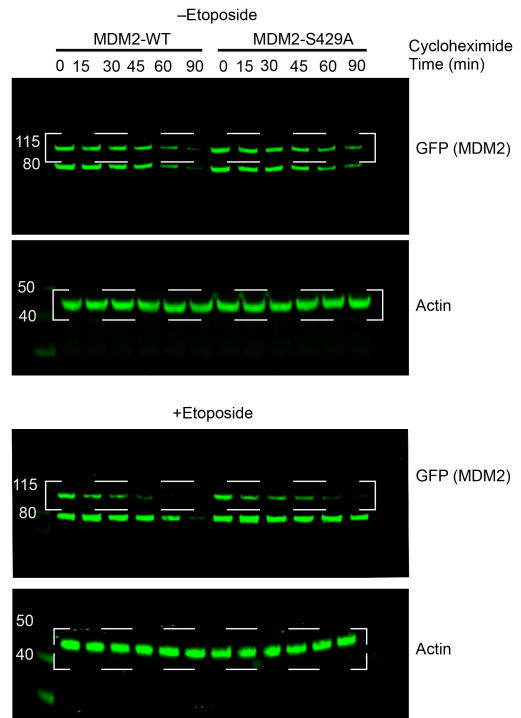 –Etoposide
MDM2-WT MDM2-S429A
Cycloheximide
Time (min)
0 15 30 45 60 90 0 15 30 45 60 90
115
80
GFP (MDM2)
50
40
Actin
+Etoposide
115
80
GFP (MDM2)
50
40
Actin